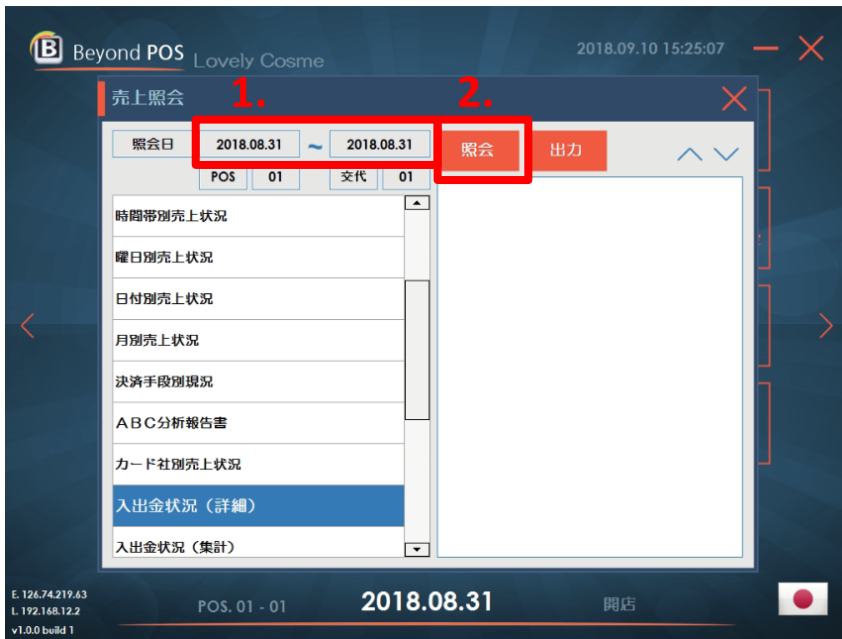 B Beyond POS Lovely Cosme 2018.09.10 15:25:07
売上照会 1. 2.
照会日 2018.08.31 ~ 2018.08.31 照会 出力
POS 01 交代 01
時間帯別売上状況
曜日別売上状況
日付別売上状況
月別売上状況
決済手段別現況
ABC分析報告書
カード社別売上状況
入出金状況（詳細）
入出金状況（集計）
E. 126.74.219.63
L. 192.168.12.2
v1.0.0 build 1
POS. 01 - 01 2018.08.31 開店